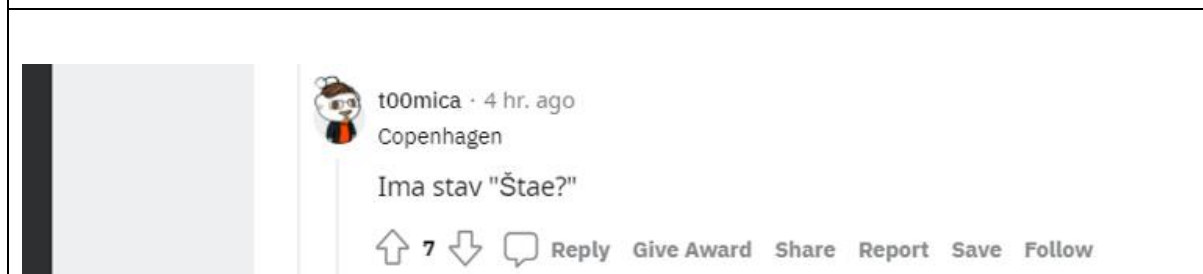 t00mica · 4 hr. ago
Copenhagen
Ima stav "Štae?"
7 Reply Give Award Share Report Save Follow